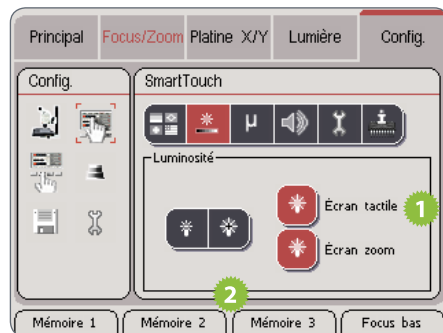 Principal Focus/Zoom Platine X/Y Lumière Config.
Config. SmartTouch
µ
Luminosité
Écran tactile 1
Écran zoom
2
Mémoire 1 Mémoire 2 Mémoire 3 Focus bas